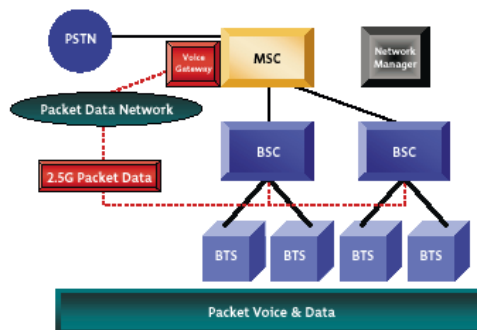 PSTN
Voice
Gateway
MSC
Network
Manager
Packet Data Network
BSC
BSC
2.5G Packet Data
BTS
BTS
BTS
BTS
Packet Voice & Data